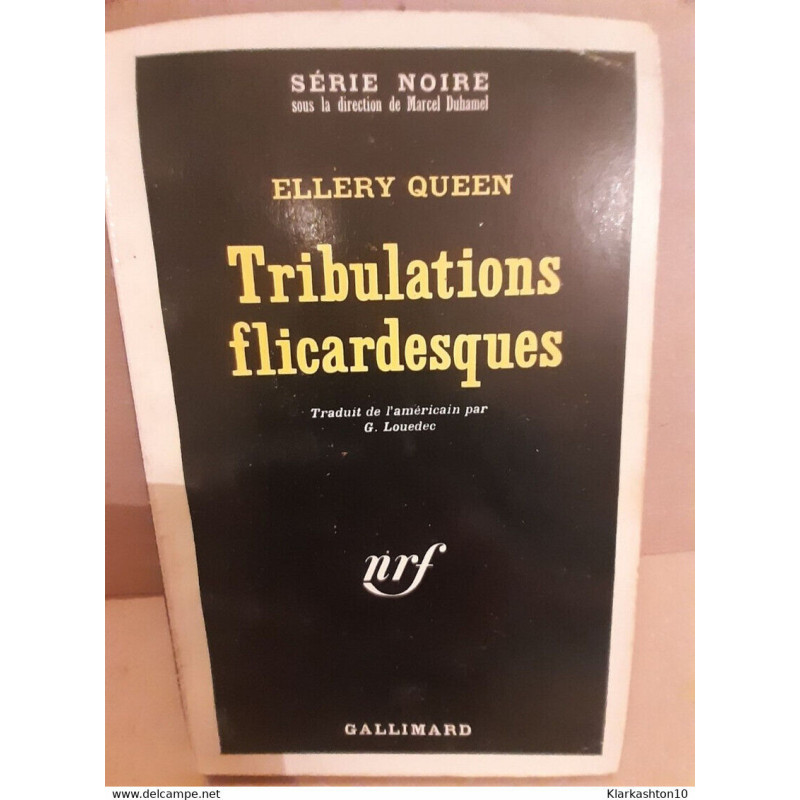 SÉRIE NOIRE
sous la direction de Marcel Duhamel
ELLERY QUEEN
Tribulations
flicardesques
Traduit de l'américain par
G. Louedec
nrf
GALLIMARD
www.delcampe.net
Klarkashton10